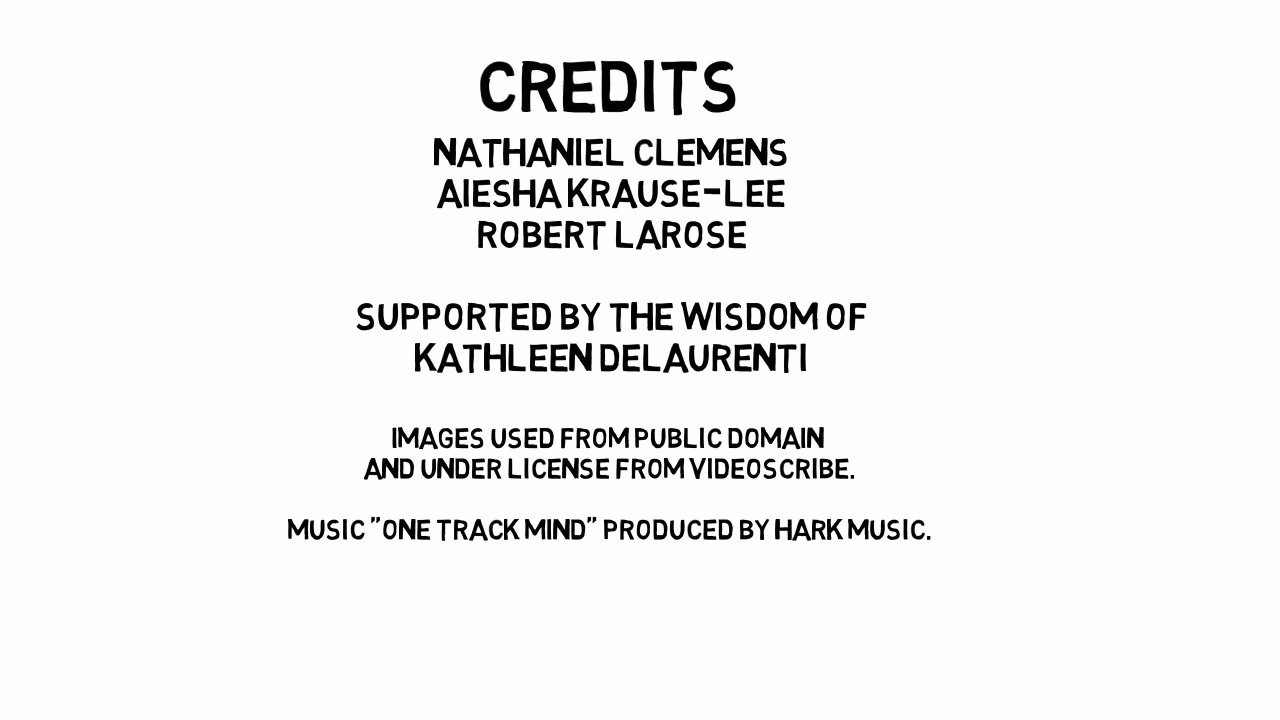 CREDITS
NATHANIEL CLEMENS
AIESHA KRAUSE-LEE
ROBERT LAROSE
SUPPORTED BY THE WISDOM OF
KATHLEEN DELAURENTI
IMAGES USED FROM PUBLIC DOMAIN
AND UNDER LICENSE FROM VIDEOSCRIBE.
MUSIC "ONE TRACK MIND" PRODUCED BY HARK MUSIC.